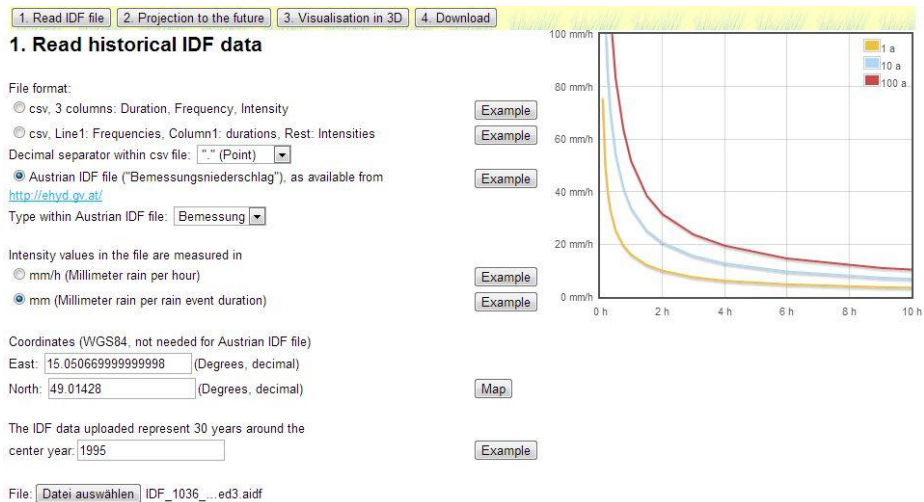 1. Read IDF file 2. Projection to the future 3. Visualisation in 3D 4. Download
1. Read historical IDF data
File format:
csv, 3 columns: Duration, Frequency, Intensity Example
csv, Line1: Frequencies, Column1: durations, Rest: Intensities Example
Decimal separator within csv file: "." (Point)
Austrian IDF file ("Bemessungsniederschlag"), as available from Example
http://ehyd.gv.at/
Type within Austrian IDF file: Bemessung
Intensity values in the file are measured in
mm/h (Millimeter rain per hour) Example
mm (Millimeter rain per rain event duration) Example
Coordinates (WGS84, not needed for Austrian IDF file)
East: 15.050669999999998 (Degrees, decimal)
North: 49.01428 (Degrees, decimal) Map
The IDF data uploaded represent 30 years around the
center year: 1995 Example
File: Datei auswählen IDF_1036_...ed3.aidf
100 mm/h
80 mm/h
60 mm/h
40 mm/h
20 mm/h
0 mm/h
0 h 2 h 4 h 6 h 8 h 10 h
1 a
10 a
100 a